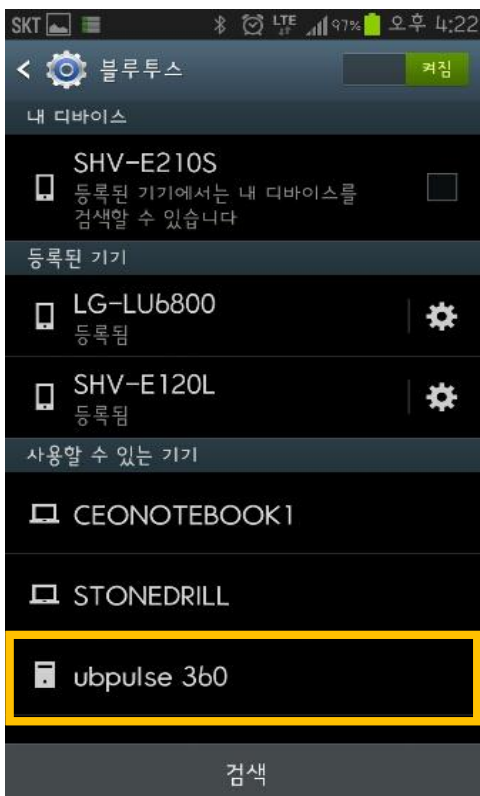 SKT LTE 97% 오후 4:22
블루투스 켜짐
내 디바이스
SHV-E210S
등록된 기기에서는 내 디바이스를
검색할 수 있습니다
등록된 기기
LG-LU6800
등록됨
SHV-E120L
등록됨
사용할 수 있는 기기
CEONOTEBOOK1
STONEDRILL
ubpulse 360
검색